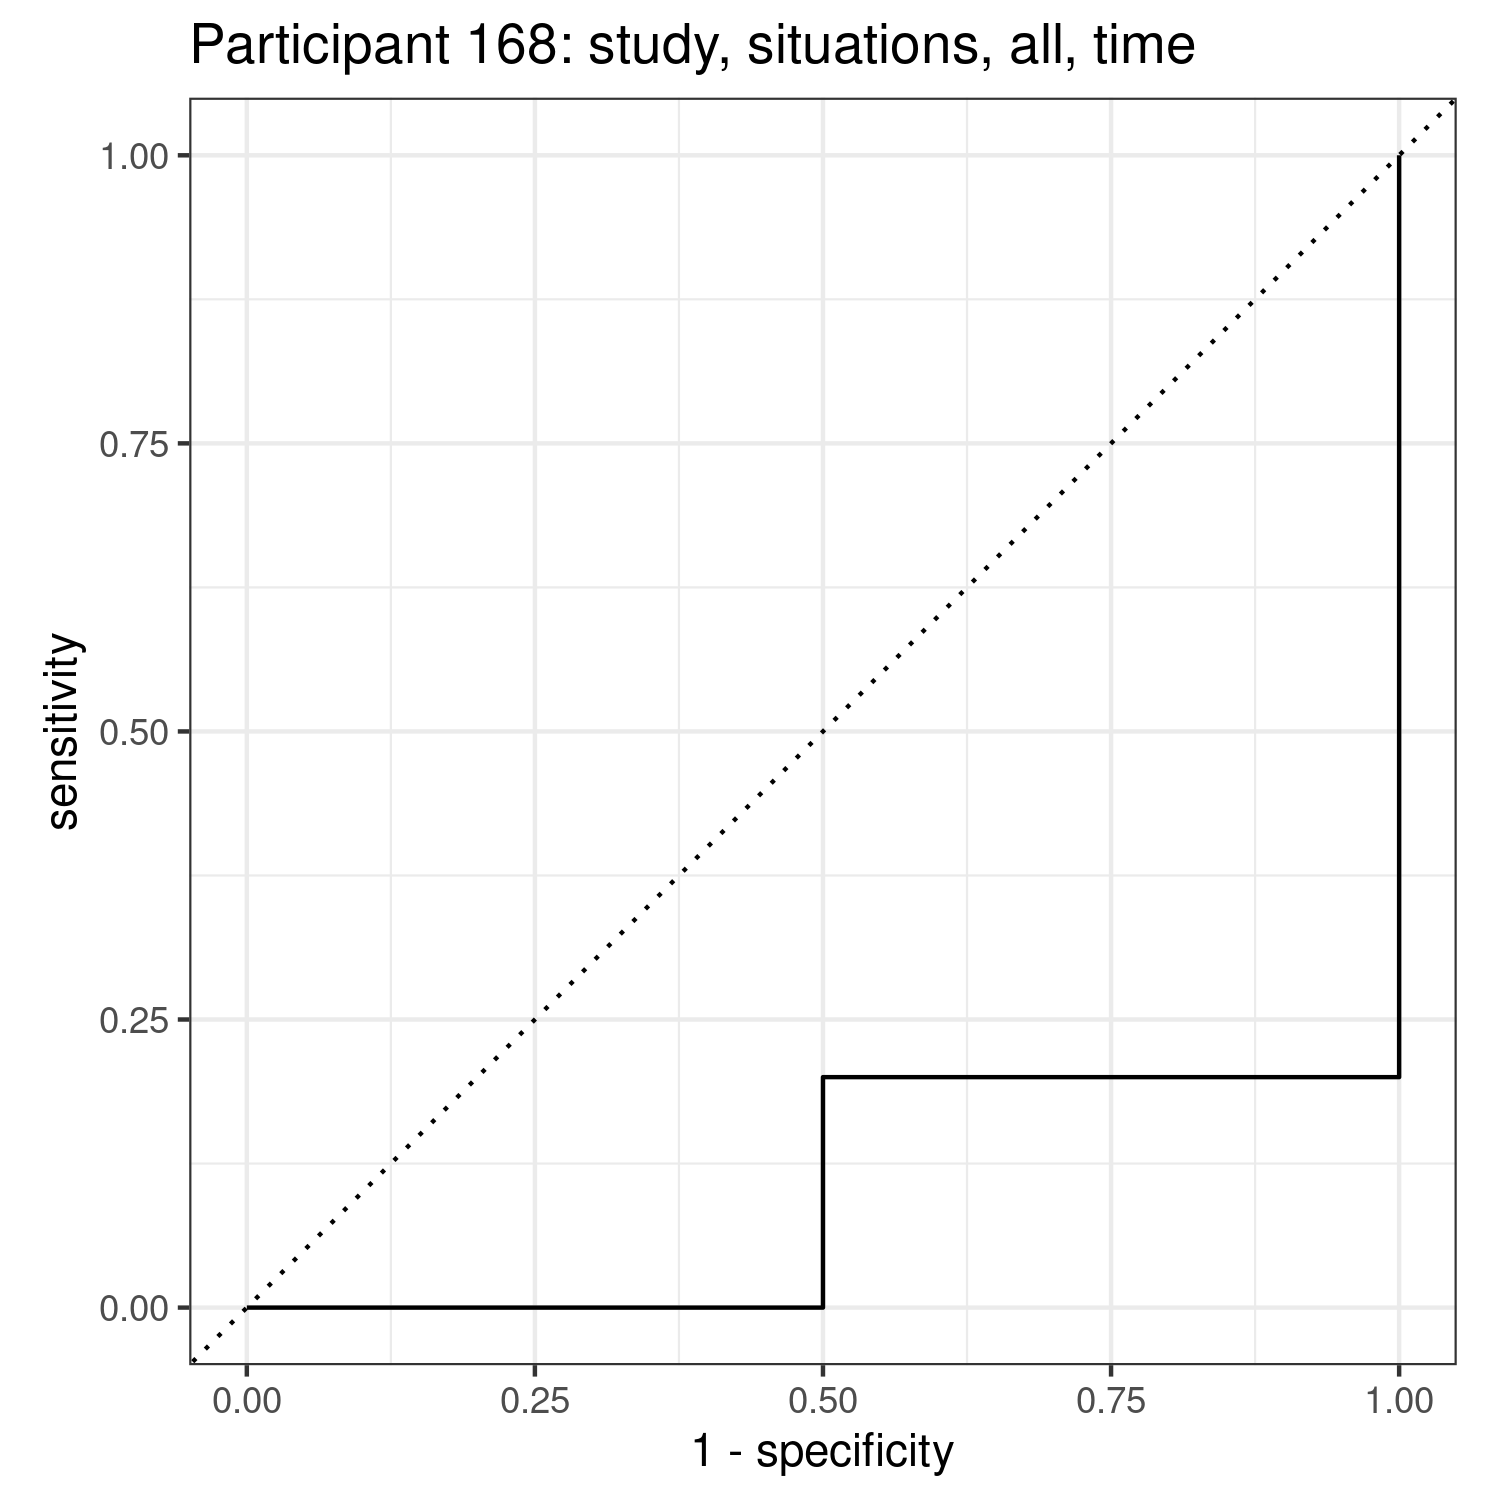 Participant 168: study, situations, all, time
1.00
0.75
0.50
0.25
0.00
sensitivity
0.00 0.25 0.50 0.75 1.00
1 - specificity